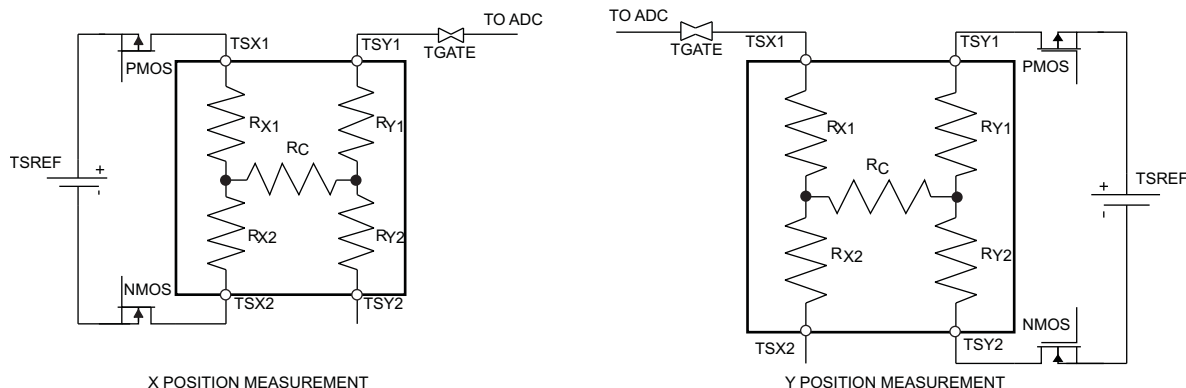 TO ADC
TSX1
TSY1
TGATE
PMOS
RX1
RY1
RC
TSREF
+
-
RX2
RY2
NMOS
TSX2
TSY2
X POSITION MEASUREMENT
TO ADC
TSX1
TSY1
TGATE
PMOS
RX1
RY1
RC
TSREF
+
-
RX2
RY2
NMOS
TSX2
TSY2
Y POSITION MEASUREMENT